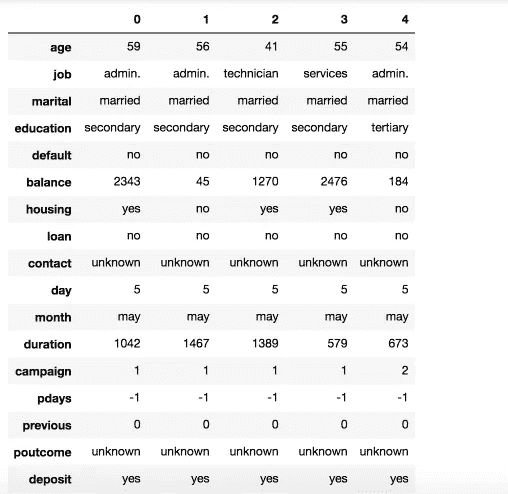 0 1 2 3 4
age 59 56 41 55 54
job admin. admin. technician services admin.
marital married married married married married
education secondary secondary secondary secondary tertiary
default no no no no no
balance 2343 45 1270 2476 184
housing yes no yes yes no
loan no no no no no
contact unknown unknown unknown unknown unknown
day 5 5 5 5 5
month may may may may may
duration 1042 1467 1389 579 673
campaign 1 1 1 1 2
pdays -1 -1 -1 -1 -1
previous 0 0 0 0 0
poutcome unknown unknown unknown unknown unknown
deposit yes yes yes yes yes